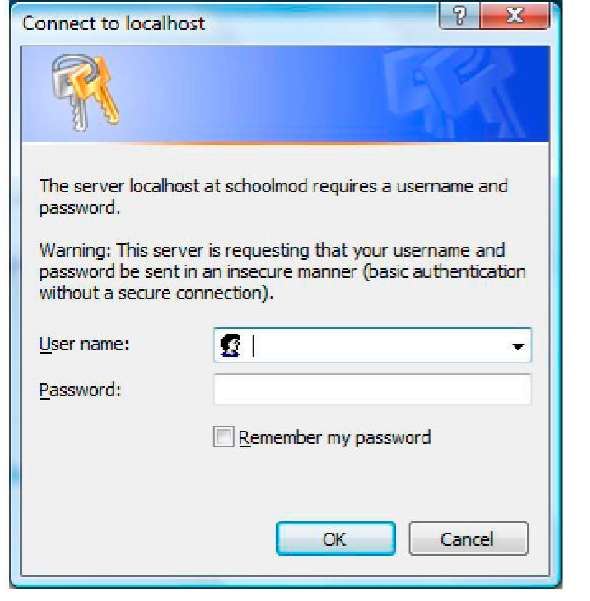 Connect to localhost
?
X
The server localhost at schoolmod requires a username and
password.
Warning: This server is requesting that your username and
password be sent in an insecure manner (basic authentication
without a secure connection).
User name:
Password:
Remember my password
OK
Cancel